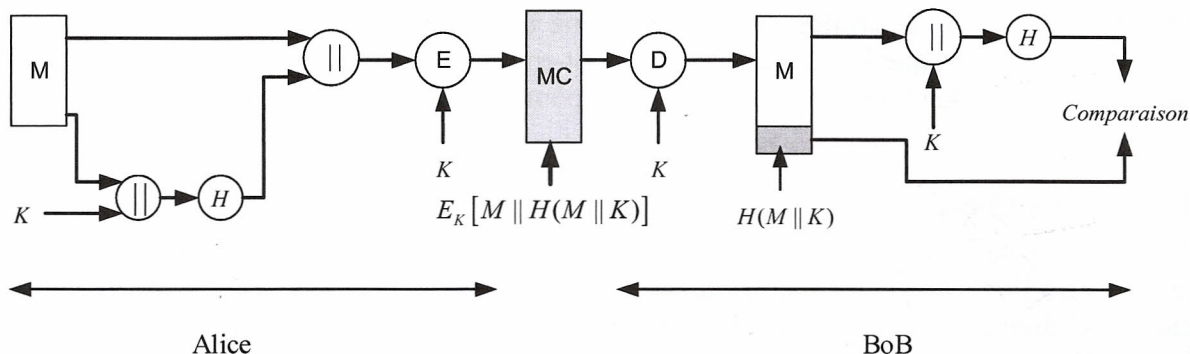 M
K
||
H
||
E
K
MC
E_K [M || H(M || K)]
D
K
M
H(M || K)
||
K
H
Comparaison
Alice
BoB